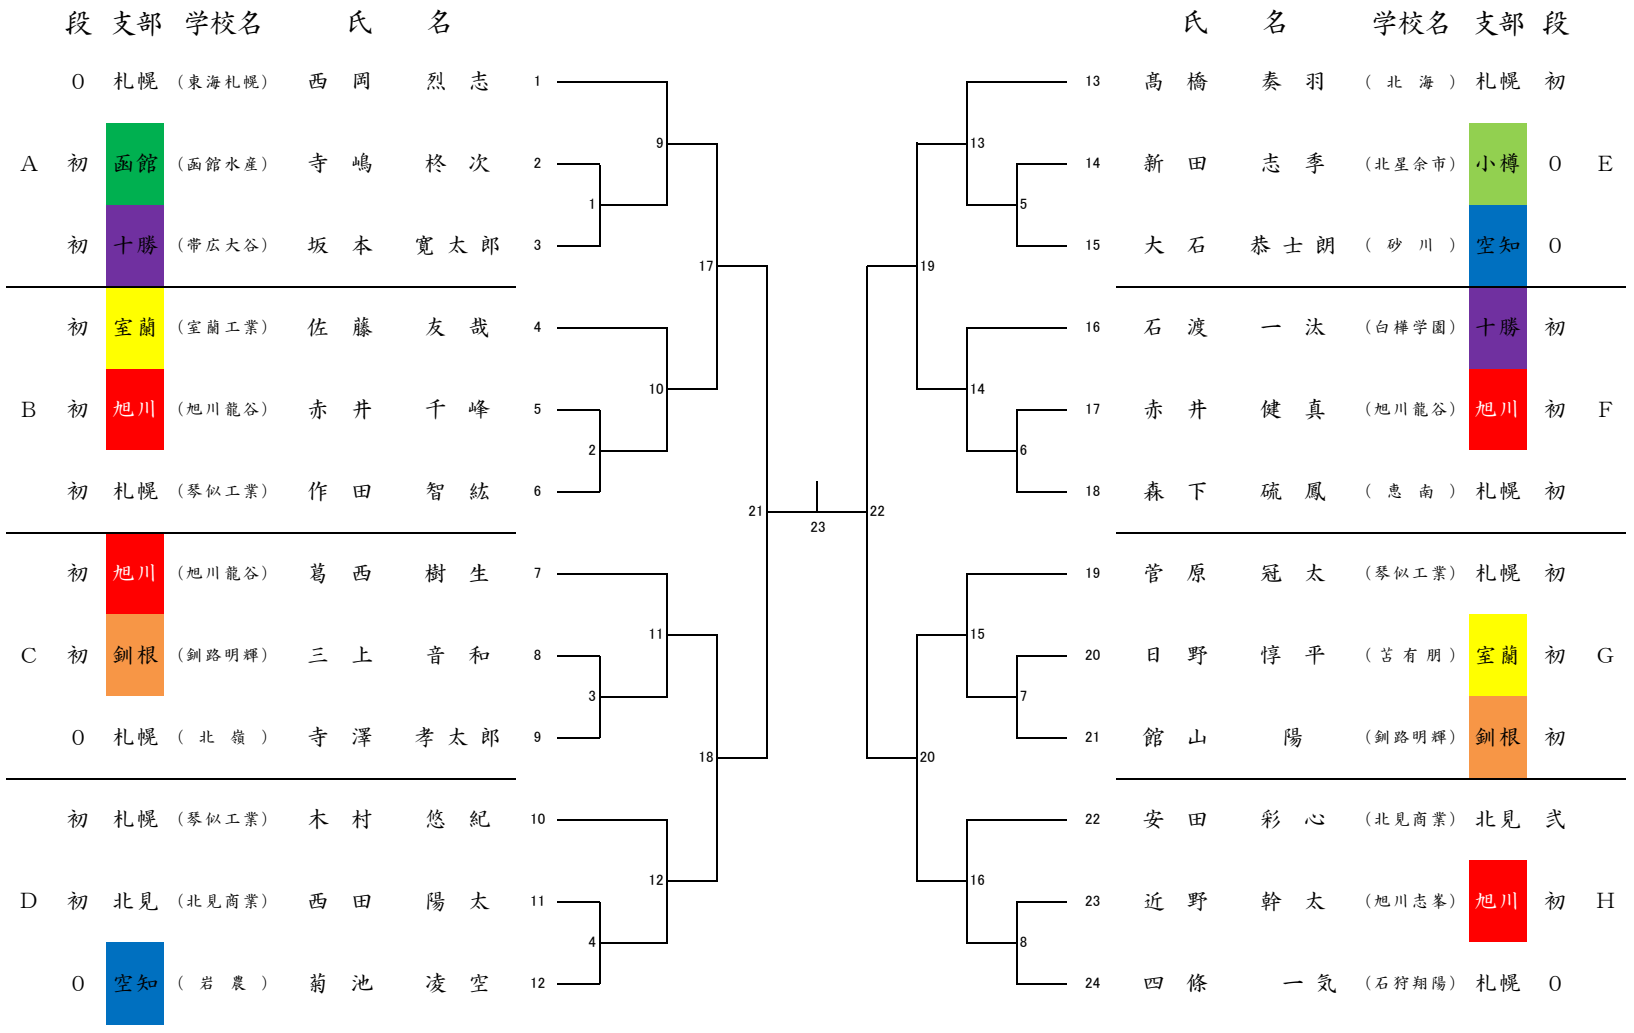 段 支部 学校名 氏 名 氏 名 学校名 支部 段
0 札幌 (東海札幌) 西岡 烈志 1 13 髙橋 奏羽 (北海) 札幌 初
9 13
A 初 函館 (函館水産) 寺嶋 柊次 2 14 新田 志季 (北星余市) 小樽 0 E
1 5
初 十勝 (帯広大谷) 坂本 寛太郎 3 15 大石 恭士朗 (砂川) 空知 0
17 19
初 室蘭 (室蘭工業) 佐藤 友哉 4 16 石渡 一汰 (白樺学園) 十勝 初
10 14
B 初 旭川 (旭川龍谷) 赤井 千峰 5 17 赤井 健真 (旭川龍谷) 旭川 初 F
2 6
初 札幌 (琴似工業) 作田 智紘 6 18 森下 硫鳳 (恵南) 札幌 初
21 23 22
初 旭川 (旭川龍谷) 葛西 樹生 7 19 菅原 冠太 (琴似工業) 札幌 初
11 15
C 初 釧根 (釧路明輝) 三上 音和 8 20 日野 惇平 (苫有朋) 室蘭 初 G
3 7
0 札幌 (北嶺) 寺澤 孝太郎 9 21 館山 陽 (釧路明輝) 釧根 初
18 20
初 札幌 (琴似工業) 木村 悠紀 10 22 安田 彩心 (北見商業) 北見 弐
12 16
D 初 北見 (北見商業) 西田 陽太 11 23 近野 幹太 (旭川志峯) 旭川 初 H
4 8
0 空知 (岩農) 菊池 凌空 12 24 四條 一気 (石狩翔陽) 札幌 0